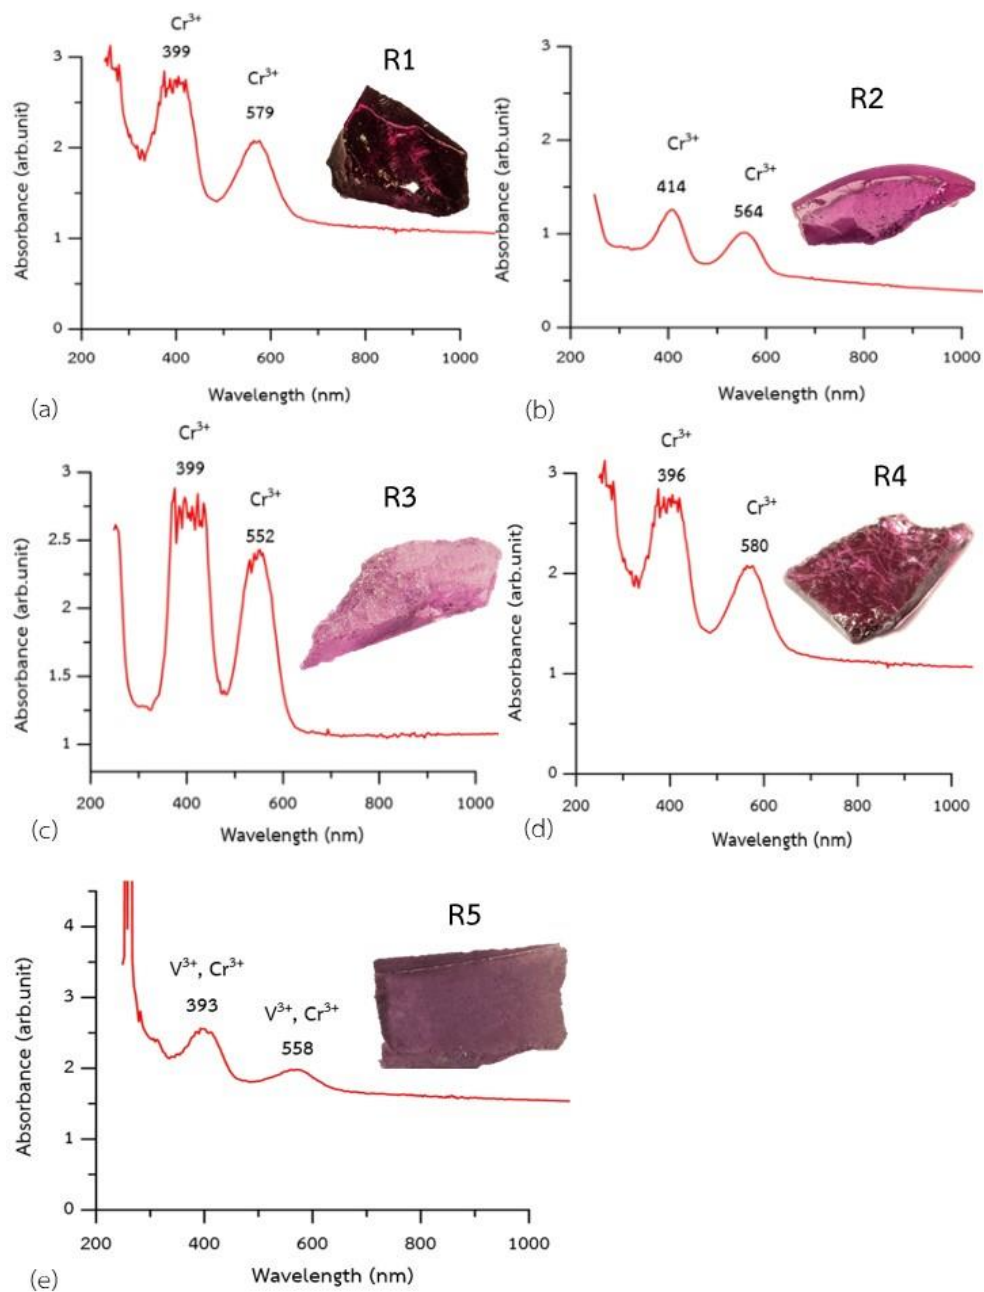 Cr³⁺
399
Cr³⁺
579
R1
3
2
1
0
200 400 600 800 1000
Absorbance (arb.unit)
Wavelength (nm)
(a)
R2
Cr³⁺
414
Cr³⁺
564
3
2
1
0
200 400 600 800 1000
Absorbance (arb.unit)
Wavelength (nm)
(b)
Cr³⁺
399
Cr³⁺
552
R3
3
2.5
2
1.5
1
200 400 600 800 1000
Absorbance (arb.unit)
Wavelength (nm)
(c)
Cr³⁺
396
Cr³⁺
580
R4
3
2
1
0
200 400 600 800 1000
Absorbance (arb.unit)
Wavelength (nm)
(d)
R5
V³⁺, Cr³⁺
393
V³⁺, Cr³⁺
558
4
3
2
1
0
200 400 600 800 1000
Absorbance (arb.unit)
Wavelength (nm)
(e)